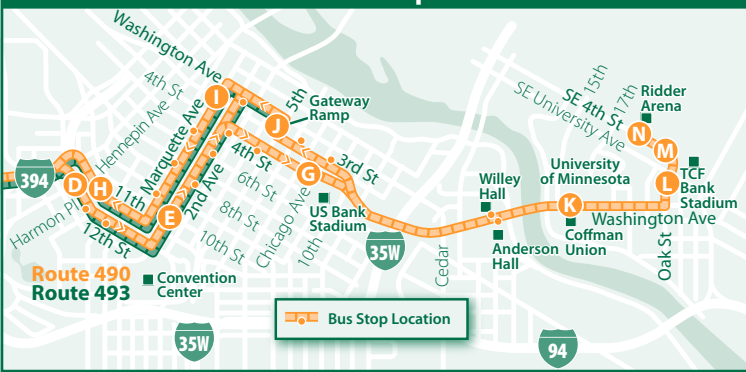 Washington Ave
4th St
Hennepin Ave
Marquette Ave
I
5th
J
Gateway
Ramp
3rd St
4th St
G
6th St
2nd Ave
8th St
10th St
Chicago Ave
10th
US Bank
Stadium
394
D
H
11th
E
Harmon Pl
12th St
Route 490
Route 493
Convention
Center
35W
35W
Cedar
Willey
Hall
Anderson
Hall
University
of Minnesota
K
Coffman
Union
Washington Ave
Oak St
L
M
N
TCF
Bank
Stadium
Ridder
Arena
15th
17th
SE 4th St
SE University Ave
94
Bus Stop Location